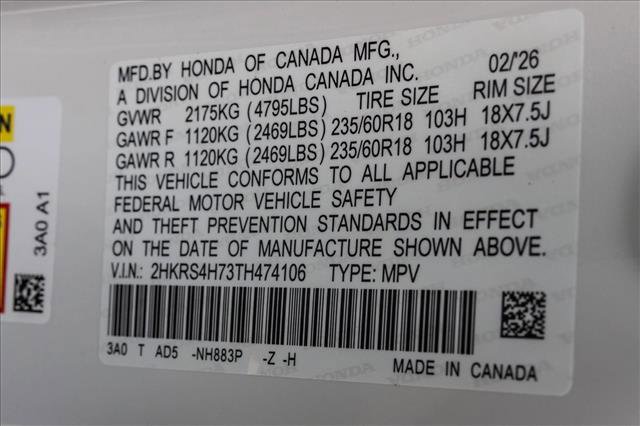 MFD.BY HONDA OF CANADA MFG., 02/'26
A DIVISION OF HONDA CANADA INC.
GVWR 2175KG (4795LBS) TIRE SIZE RIM SIZE
GAWR F 1120KG (2469LBS) 235/60R18 103H 18X7.5J
GAWR R 1120KG (2469LBS) 235/60R18 103H 18X7.5J
THIS VEHICLE CONFORMS TO ALL APPLICABLE
FEDERAL MOTOR VEHICLE SAFETY
AND THEFT PREVENTION STANDARDS IN EFFECT
ON THE DATE OF MANUFACTURE SHOWN ABOVE.
V.I.N.: 2HKRS4H73TH474106 TYPE: MPV
3A0 T AD5 -NH883P -Z -H
MADE IN CANADA
3A0 A1